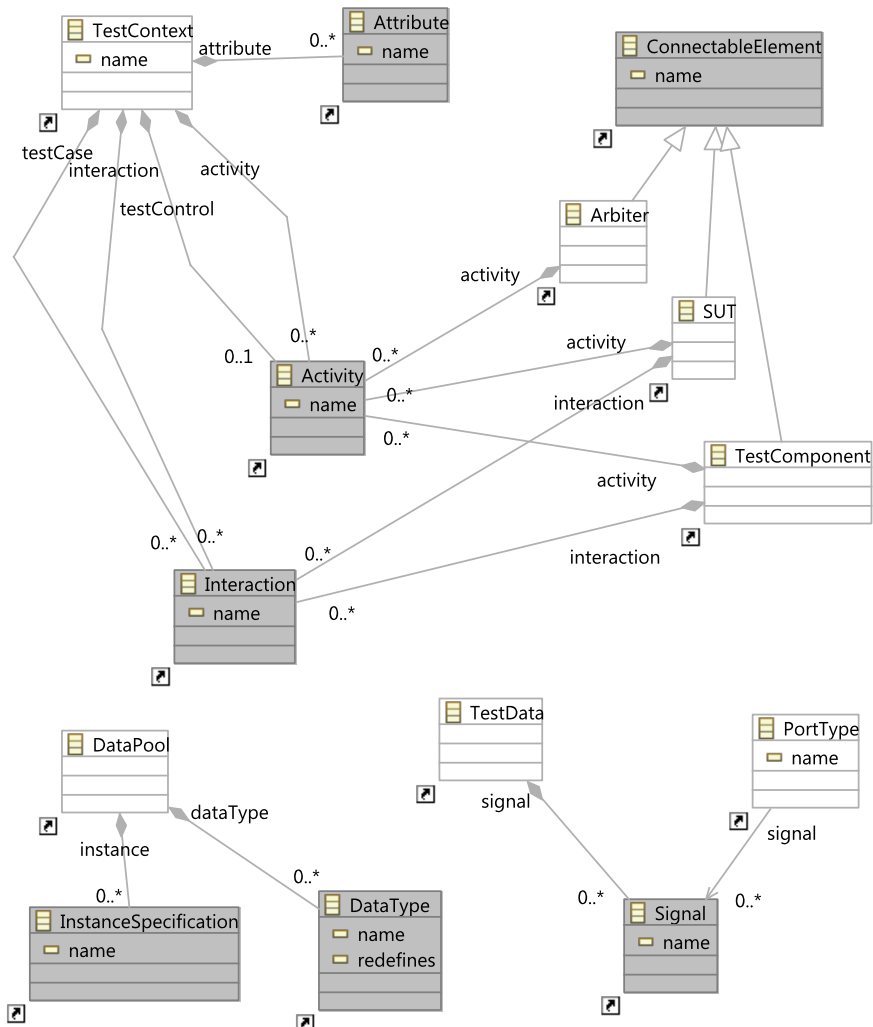 TestContext
name
attribute
0..*
Attribute
name
ConnectableElement
name
testCase
interaction
activity
testControl
Arbiter
activity
SUT
activity
interaction
0..*
0..1
0..*
Activity
name
0..*
0..*
TestComponent
activity
interaction
0..*
0..*
0..*
0..*
Interaction
name
TestData
signal
PortType
name
signal
DataPool
dataType
instance
0..*
0..*
InstanceSpecification
name
DataType
name
redefines
0..*
0..*
Signal
name